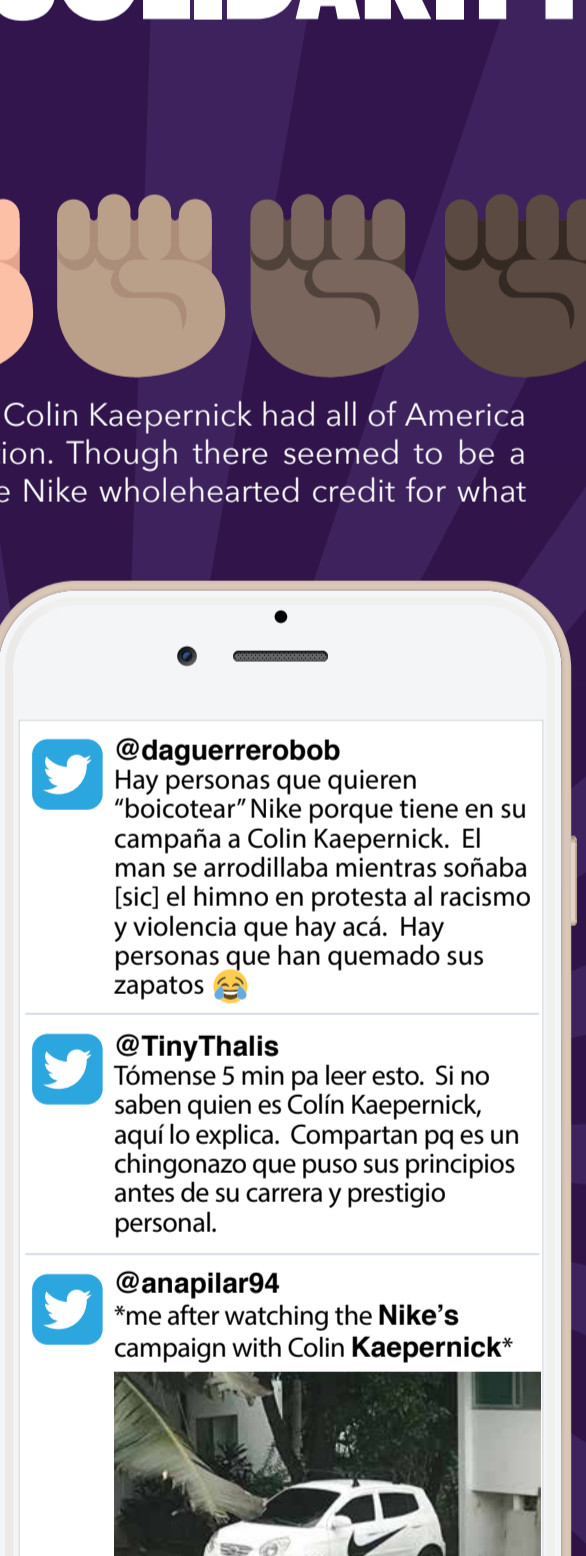 SOLIDARITY
Colin Kaepernick had all of America
Though there seemed to be a
Nike wholehearted credit for what
@daguerrerobob
Hay personas que quieren
“boicotear” Nike porque tiene en su
campaña a Colin Kaepernick. El
man se arrodillaba mientras soñaba
[sic] el himno en protesta al racismo
y violencia que hay acá. Hay
personas que han quemado sus
zapatos 😂
@TinyThalis
Tómense 5 min pa leer esto. Si no
saben quien es Colín Kaepernick,
aquí lo explica. Compartan pq es un
chingonazo que puso sus principios
antes de su carrera y prestigio
personal.
@anapilar94
*me after watching the Nike’s
campaign with Colin Kaepernick*